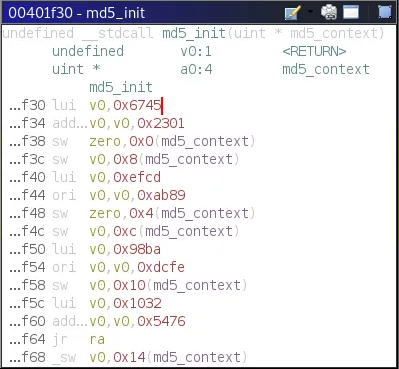 00401f30 - md5_init
undefined __stdcall md5_init(uint * md5_context)
undefined v0:1 <RETURN>
uint * a0:4 md5_context
md5_init
...f30 lui v0,0x6745
...f34 add... v0,v0,0x2301
...f38 sw zero,0x0(md5_context)
...f3c sw v0,0x8(md5_context)
...f40 lui v0,0xefcd
...f44 ori v0,v0,0xab89
...f48 sw zero,0x4(md5_context)
...f4c sw v0,0xc(md5_context)
...f50 lui v0,0x98ba
...f54 ori v0,v0,0xdcfe
...f58 sw v0,0x10(md5_context)
...f5c lui v0,0x1032
...f60 add... v0,v0,0x5476
...f64 jr ra
...f68 _sw v0,0x14(md5_context)